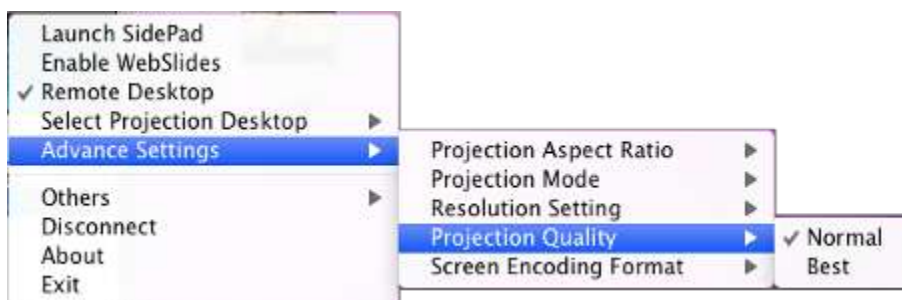 Launch SidePad
Enable WebSlides
✓ Remote Desktop
Select Projection Desktop
Advance Settings
Others
Disconnect
About
Exit
Projection Aspect Ratio
Projection Mode
Resolution Setting
Projection Quality
Screen Encoding Format
✓ Normal
Best